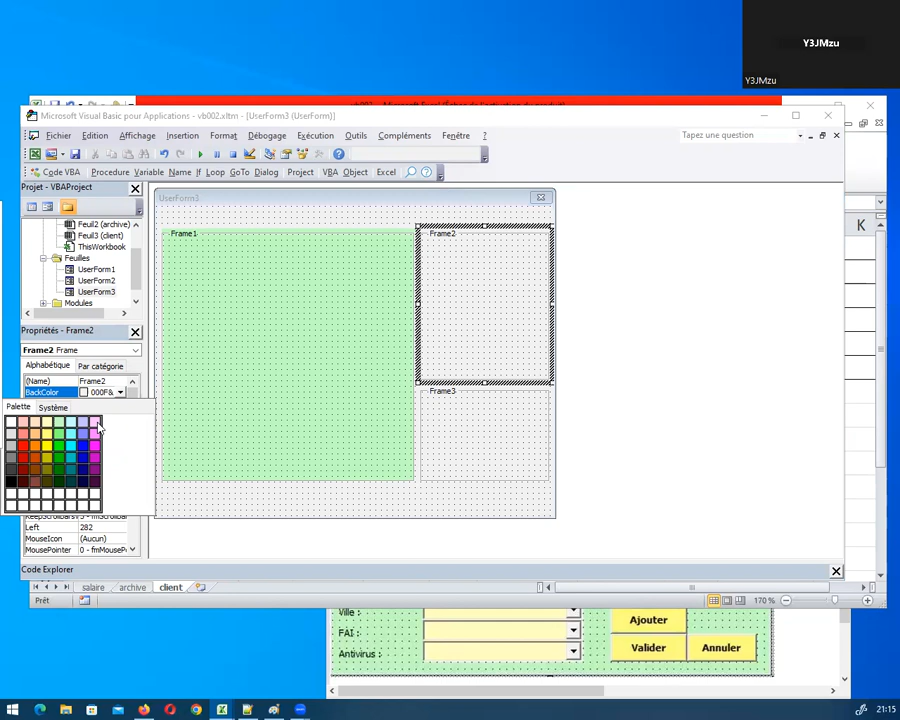 Y3JMzu
Y3JMzu
Microsoft Visual Basic pour Applications - vb002.xltm - [UserForm3 (UserForm)]
Fichier Edition Affichage Insertion Format Débogage Exécution Outils Compléments Fenêtre ?
Tapez une question
Code VBA Procedure Variable Name If Loop GoTo Dialog Project VBA Object Excel
Projet - VBAProject
Feuil2 (archive)
Feuil3 (client)
ThisWorkbook
Feuilles
UserForm1
UserForm2
UserForm3
Modules
Propriétés - Frame2
Frame2 Frame
Alphabétique Par catégorie
(Name) Frame2
BackColor 000F&
Palette Système
Left 282
MouseIcon (Aucun)
MousePointer 0 - fmMouseP
UserForm3
Frame1
Frame2
Frame3
K
Code Explorer
salaire archive client
Prêt
170 %
Ville :
FAI :
Antivirus :
Ajouter
Valider Annuler
21:15